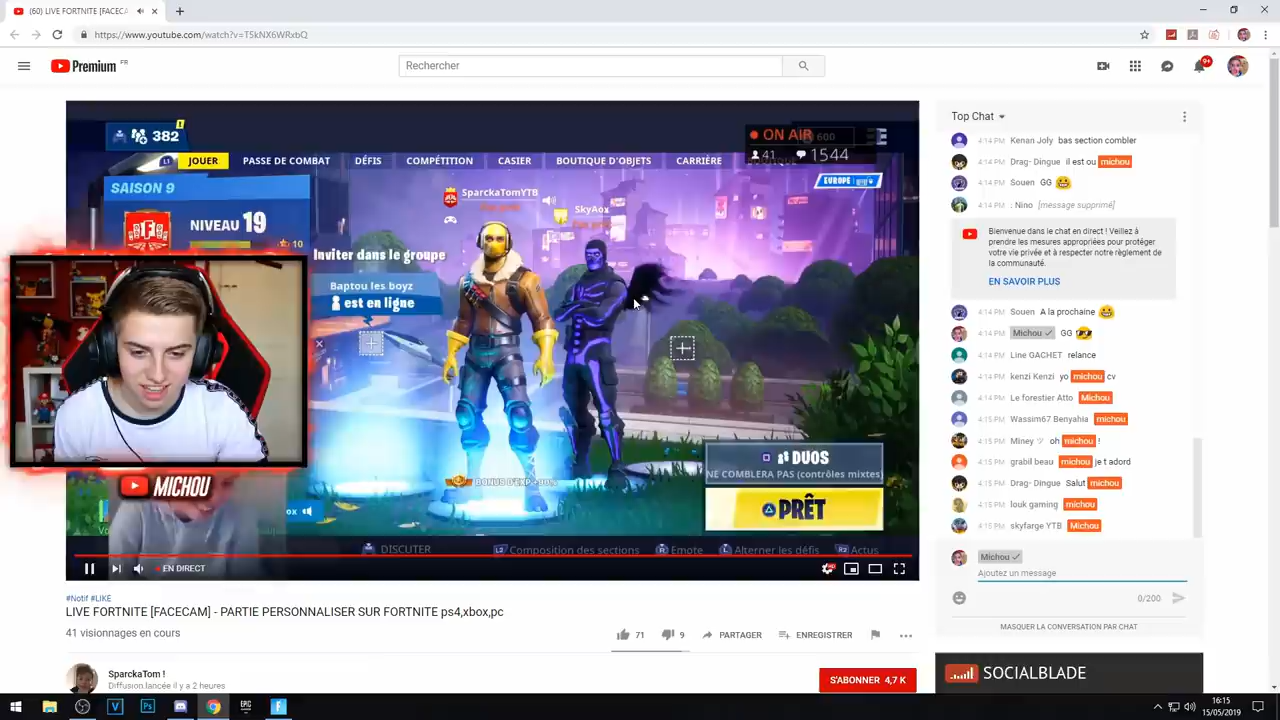 (60) LIVE FORTNITE [FACECA
https://www.youtube.com/watch?v=T5kNX6WRxbQ
Premium FR
Rechercher
9+
382
ON AIR
600
41 1544
L1 JOUER PASSE DE COMBAT DÉFIS COMPÉTITION CASIER BOUTIQUE D'OBJETS CARRIÈRE
SAISON 9
NIVEAU 19
10
EUROPE
SparckaTomYTB
SkyAox
Inviter dans le groupe
Baptou les boyz
est en ligne
DUOS
NE COMBLERA PAS (contrôles mixtes)
PRÊT
BONUS D'EXP
MICHOU
DISCUTER
L2 Composition des sections
R Emote
L Alterner les défis
R2 Actus
EN DIRECT
#Notif #LIKE
LIVE FORTNITE [FACECAM] - PARTIE PERSONNALISER SUR FORTNITE ps4,xbox,pc
41 visionnages en cours
71 9 PARTAGER ENREGISTRER
SparckaTom !
Diffusion lancée il y a 2 heures
S'ABONNER 4,7 K
Top Chat
4:14 PM Kenan Joly bas section combler
4:14 PM Drag- Dingue il est ou michou
4:14 PM Souen GG
4:14 PM : Nino [message supprimé]
Bienvenue dans le chat en direct ! Veillez à
prendre les mesures appropriées pour protéger
votre vie privée et à respecter notre règlement de
la communauté.
EN SAVOIR PLUS
4:14 PM Souen A la prochaine
4:14 PM Michou GG
4:14 PM Line GACHET relance
4:14 PM kenzi Kenzi yo michou cv
4:14 PM Le forestier Atto Michou
4:15 PM Wassim67 Benyahia michou
4:15 PM Miney ツ oh michou !
4:15 PM grabil beau michou je t adord
4:15 PM Drag- Dingue Salut michou
4:15 PM louk gaming michou
4:15 PM skyfarge YTB Michou
Michou
Ajoutez un message
0/200
MASQUER LA CONVERSATION PAR CHAT
SOCIALBLADE
EPIC
16:15
15/05/2019